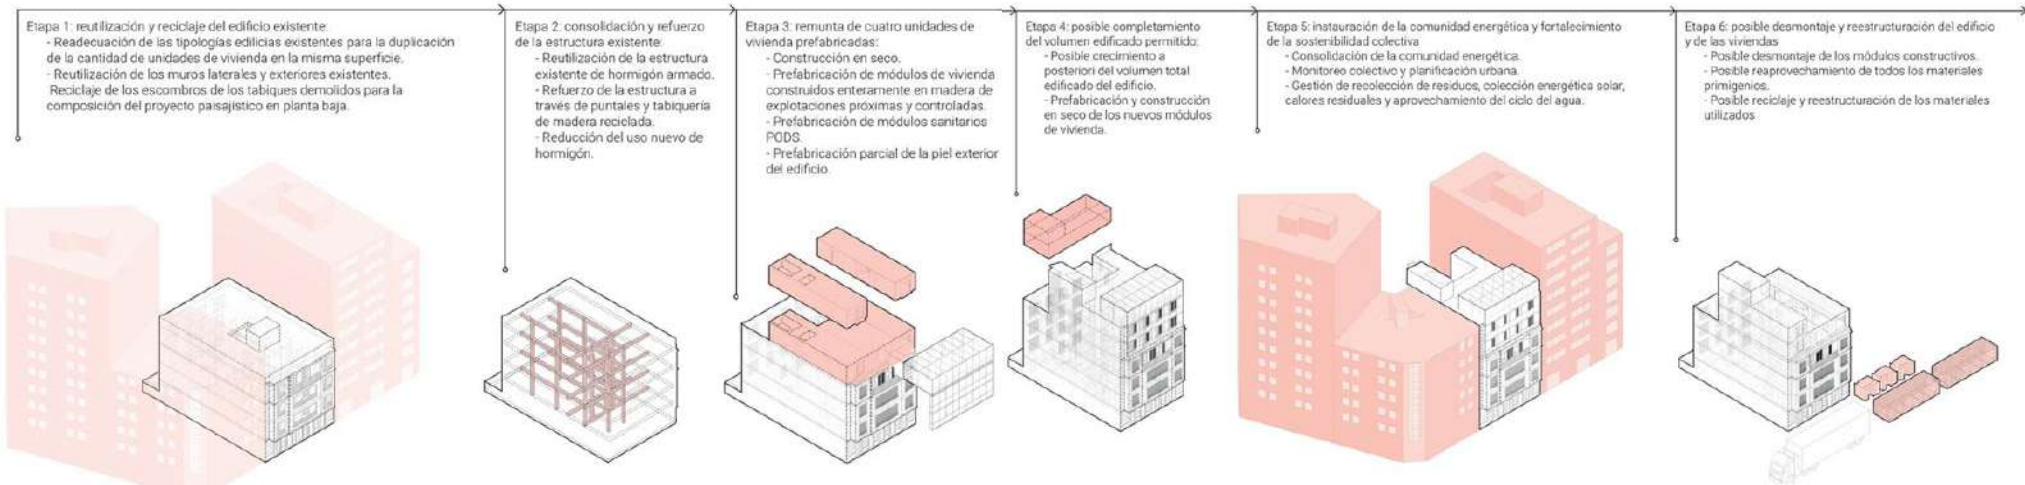 Etapa 1: reutilización y reciclaje del edificio existente:
- Readecuación de las tipologías edilicias existentes para la duplicación
de la cantidad de unidades de vivienda en la misma superficie.
- Reutilización de los muros laterales y exteriores existentes.
Reciclaje de los escombros de los tabiques demolidos para la
composición del proyecto paisajístico en planta baja.
Etapa 2: consolidación y refuerzo
de la estructura existente:
- Reutilización de la estructura
existente de hormigón armado.
- Refuerzo de la estructura a
través de puntales y tabiquería
de madera reciclada.
- Reducción del uso nuevo de
hormigón.
Etapa 3: remunta de cuatro unidades de
vivienda prefabricadas:
- Construcción en seco.
- Prefabricación de módulos de vivienda
construidos enteramente en madera de
explotaciones próximas y controladas.
- Prefabricación de módulos sanitarios
PODS.
- Prefabricación parcial de la piel exterior
del edificio.
Etapa 4: posible completamiento
del volumen edificado permitido:
- Posible crecimiento a
posteriori del volumen total
edificado del edificio.
- Prefabricación y construcción
en seco de los nuevos módulos
de vivienda.
Etapa 5: instauración de la comunidad energética y fortalecimiento
de la sostenibilidad colectiva
- Consolidación de la comunidad energética.
- Monitoreo colectivo y planificación urbana.
- Gestión de recolección de residuos, colección energética solar,
calores residuales y aprovechamiento del ciclo del agua.
Etapa 6: posible desmontaje y reestructuración del edificio
y de las viviendas
- Posible desmontaje de los módulos constructivos.
- Posible reaprovechamiento de todos los materiales
primigenios.
- Posible reciclaje y reestructuración de los materiales
utilizados